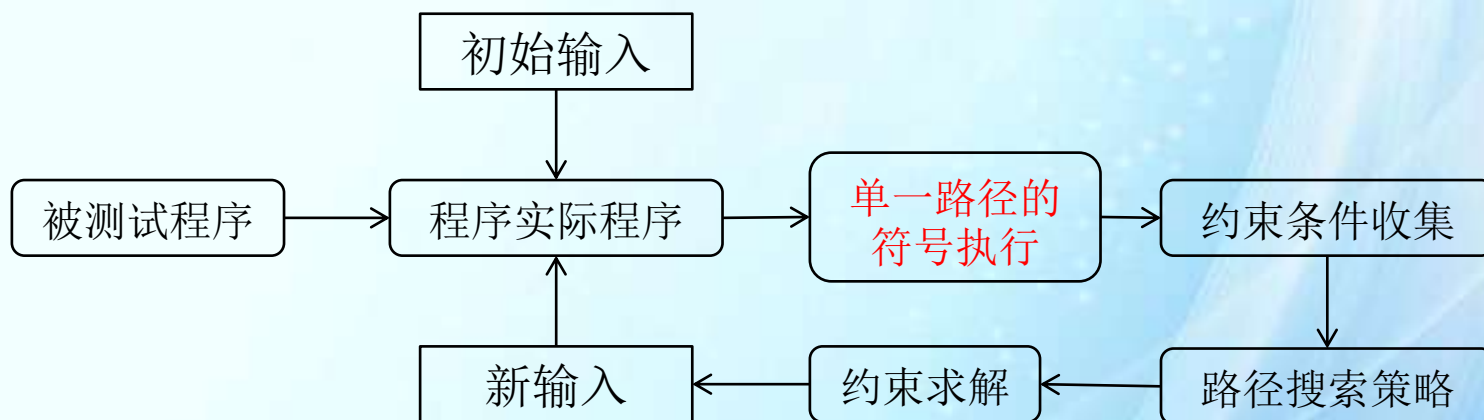 初始输入
被测试程序
程序实际程序
单一路径的
符号执行
约束条件收集
新输入
约束求解
路径搜索策略